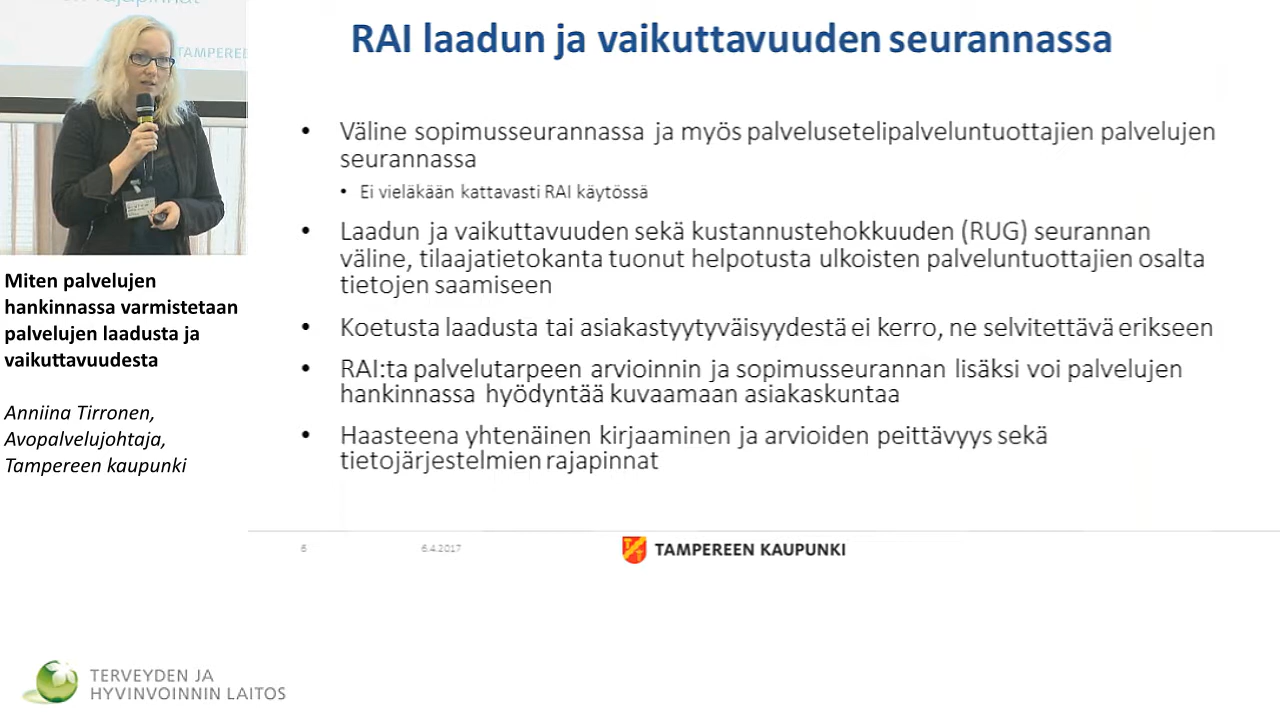 TAMPEREE
RAI laadun ja vaikuttavuuden seurannassa
• Väline sopimusseurannassa ja myös palvelusetelipalveluntuottajien palvelujen
seurannassa
• Ei vieläkään kattavasti RAI käytössä
• Laadun ja vaikuttavuuden sekä kustannustehokkuuden (RUG) seurannan
väline, tilaajatietokanta tuonut helpotusta ulkoisten palveluntuottajien osalta
tietojen saamiseen
• Koetusta laadusta tai asiakastyytyväisyydestä ei kerro, ne selvitettävä erikseen
• RAI:ta palvelutarpeen arvioinnin ja sopimusseurannan lisäksi voi palvelujen
hankinnassa hyödyntää kuvaamaan asiakaskuntaa
• Haasteena yhtenäinen kirjaaminen ja arvioiden peittävyys sekä
tietojärjestelmien rajapinnat
6
6.4.2017
TAMPEREEN KAUPUNKI
Miten palvelujen
hankinnassa varmistetaan
palvelujen laadusta ja
vaikuttavuudesta
Anniina Tirronen,
Avopalvelujohtaja,
Tampereen kaupunki
TERVEYDEN JA
HYVINVOINNIN LAITOS